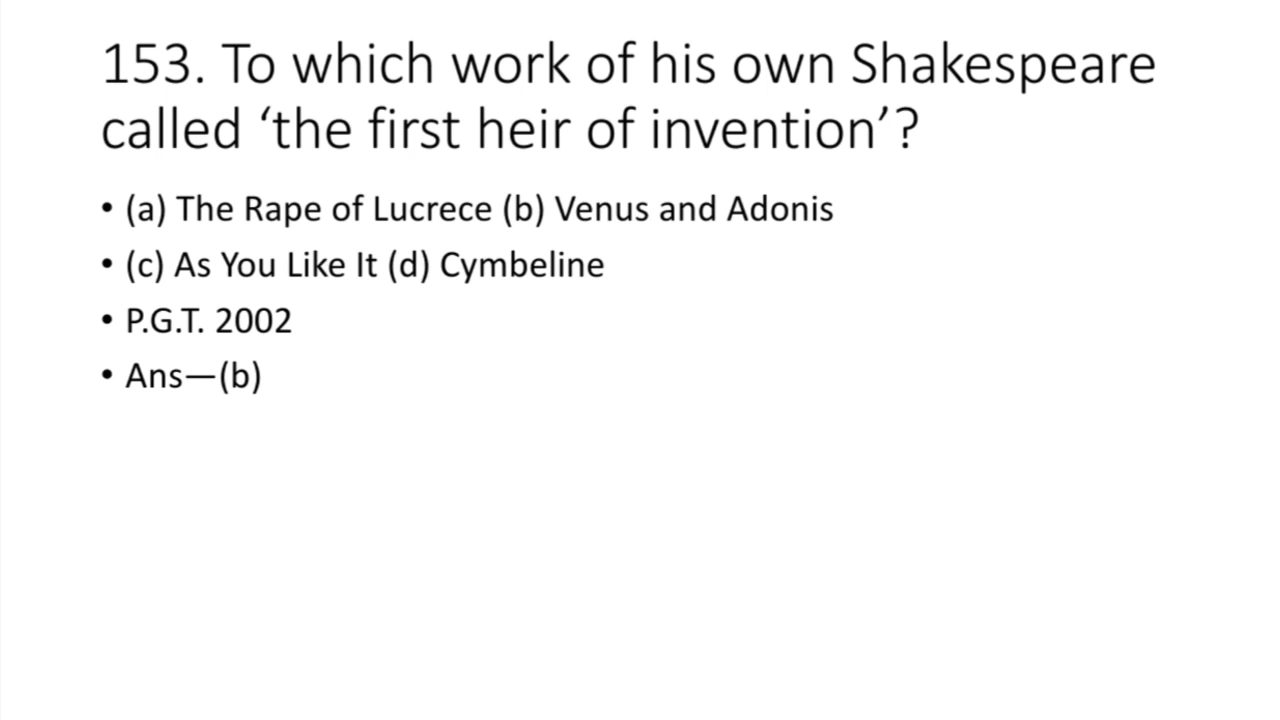 153. To which work of his own Shakespeare
called ‘the first heir of invention’?
• (a) The Rape of Lucrece (b) Venus and Adonis
• (c) As You Like It (d) Cymbeline
• P.G.T. 2002
• Ans—(b)